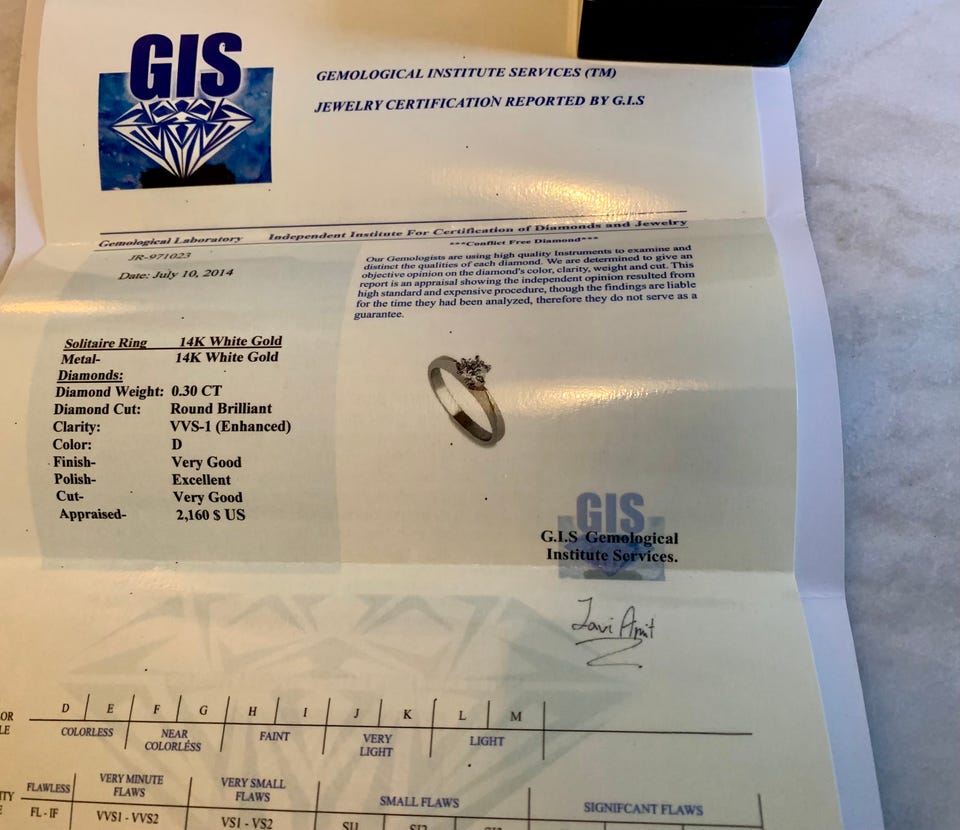 GIS
GEMOLOGICAL INSTITUTE SERVICES (TM)
JEWELRY CERTIFICATION REPORTED BY G.I.S
Gemological Laboratory Independent Institute For Certification of Diamonds and Jewelry
JR-971023
Date: July 10, 2014
***Conflict Free Diamond***
Our Gemologists are using high quality Instruments to examine and
distinct the qualities of each diamond. We are determined to give an
objective opinion on the diamond's color, clarity, weight and cut. This
report is an appraisal showing the independent opinion resulted from
high standard and expensive procedure, though the findings are liable
for the time they had been analyzed, therefore they do not serve as a
guarantee.
Solitaire Ring 14K White Gold
Metal- 14K White Gold
Diamonds:
Diamond Weight: 0.30 CT
Diamond Cut: Round Brilliant
Clarity: VVS-1 (Enhanced)
Color: D
Finish- Very Good
Polish- Excellent
Cut- Very Good
Appraised- 2,160 $ US
GIS
G.I.S Gemological
Institute Services.
D E F G H I J K L M
COLORLESS NEAR COLORLESS FAINT VERY LIGHT LIGHT
FLAWLESS VERY MINUTE FLAWS VERY SMALL FLAWS SMALL FLAWS SIGNIFCANT FLAWS
FL - IF VVS1 - VVS2 VS1 - VS2